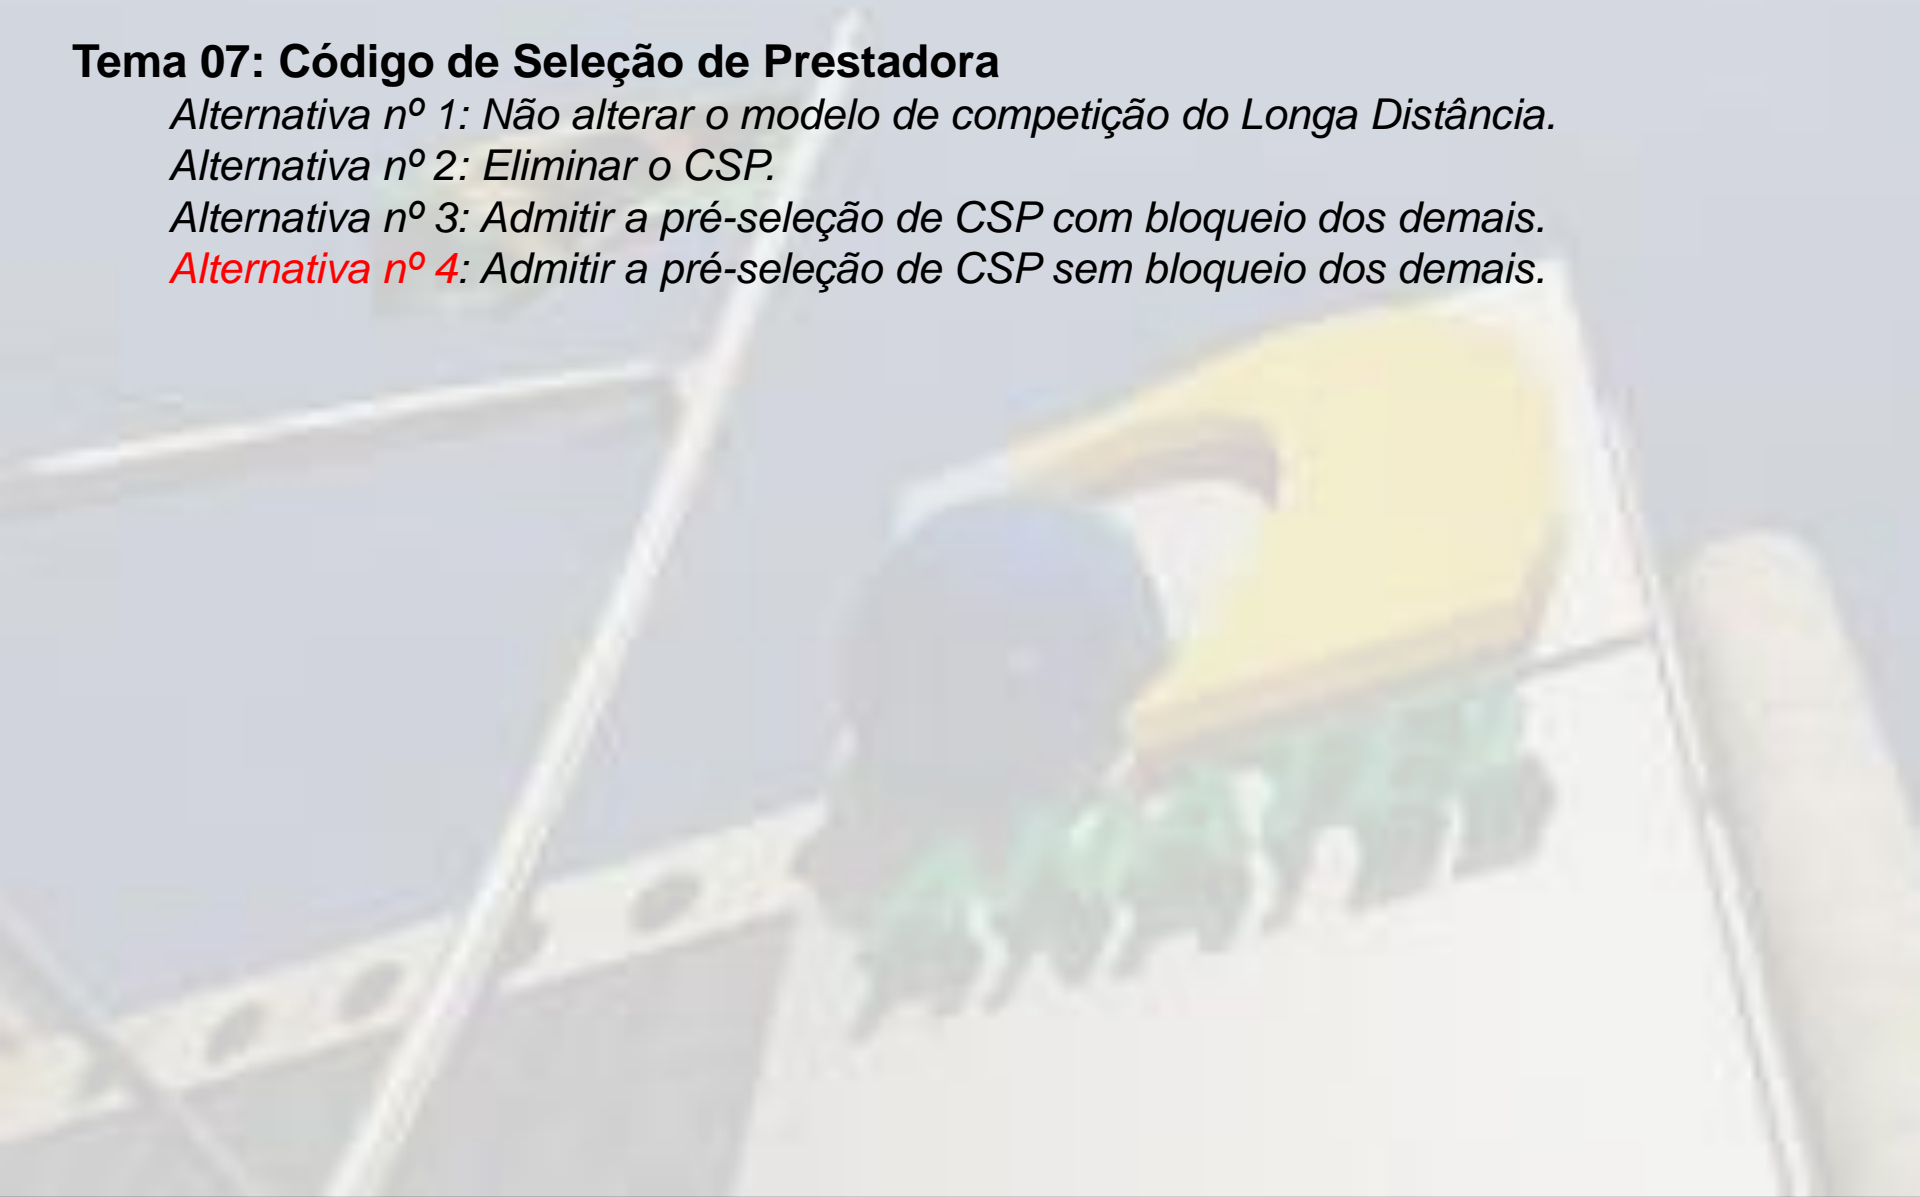 Tema 07: Código de Seleção de Prestadora
Alternativa nº 1: Não alterar o modelo de competição do Longa Distância.
Alternativa nº 2: Eliminar o CSP.
Alternativa nº 3: Admitir a pré-seleção de CSP com bloqueio dos demais.
Alternativa nº 4: Admitir a pré-seleção de CSP sem bloqueio dos demais.